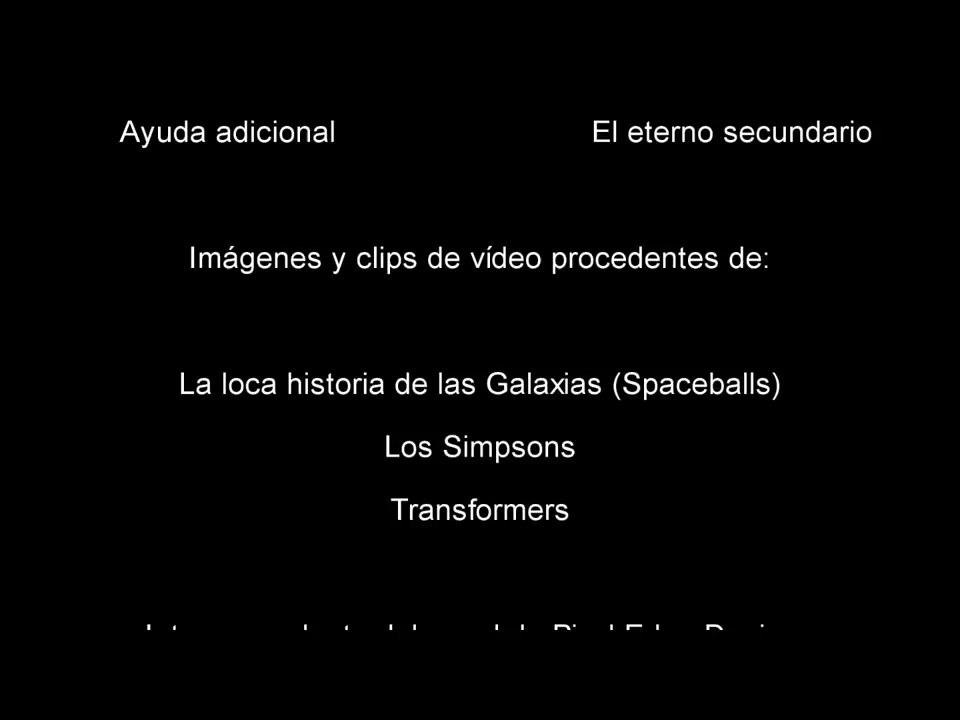 Ayuda adicional El eterno secundario
Imágenes y clips de vídeo procedentes de:
La loca historia de las Galaxias (Spaceballs)
Los Simpsons
Transformers